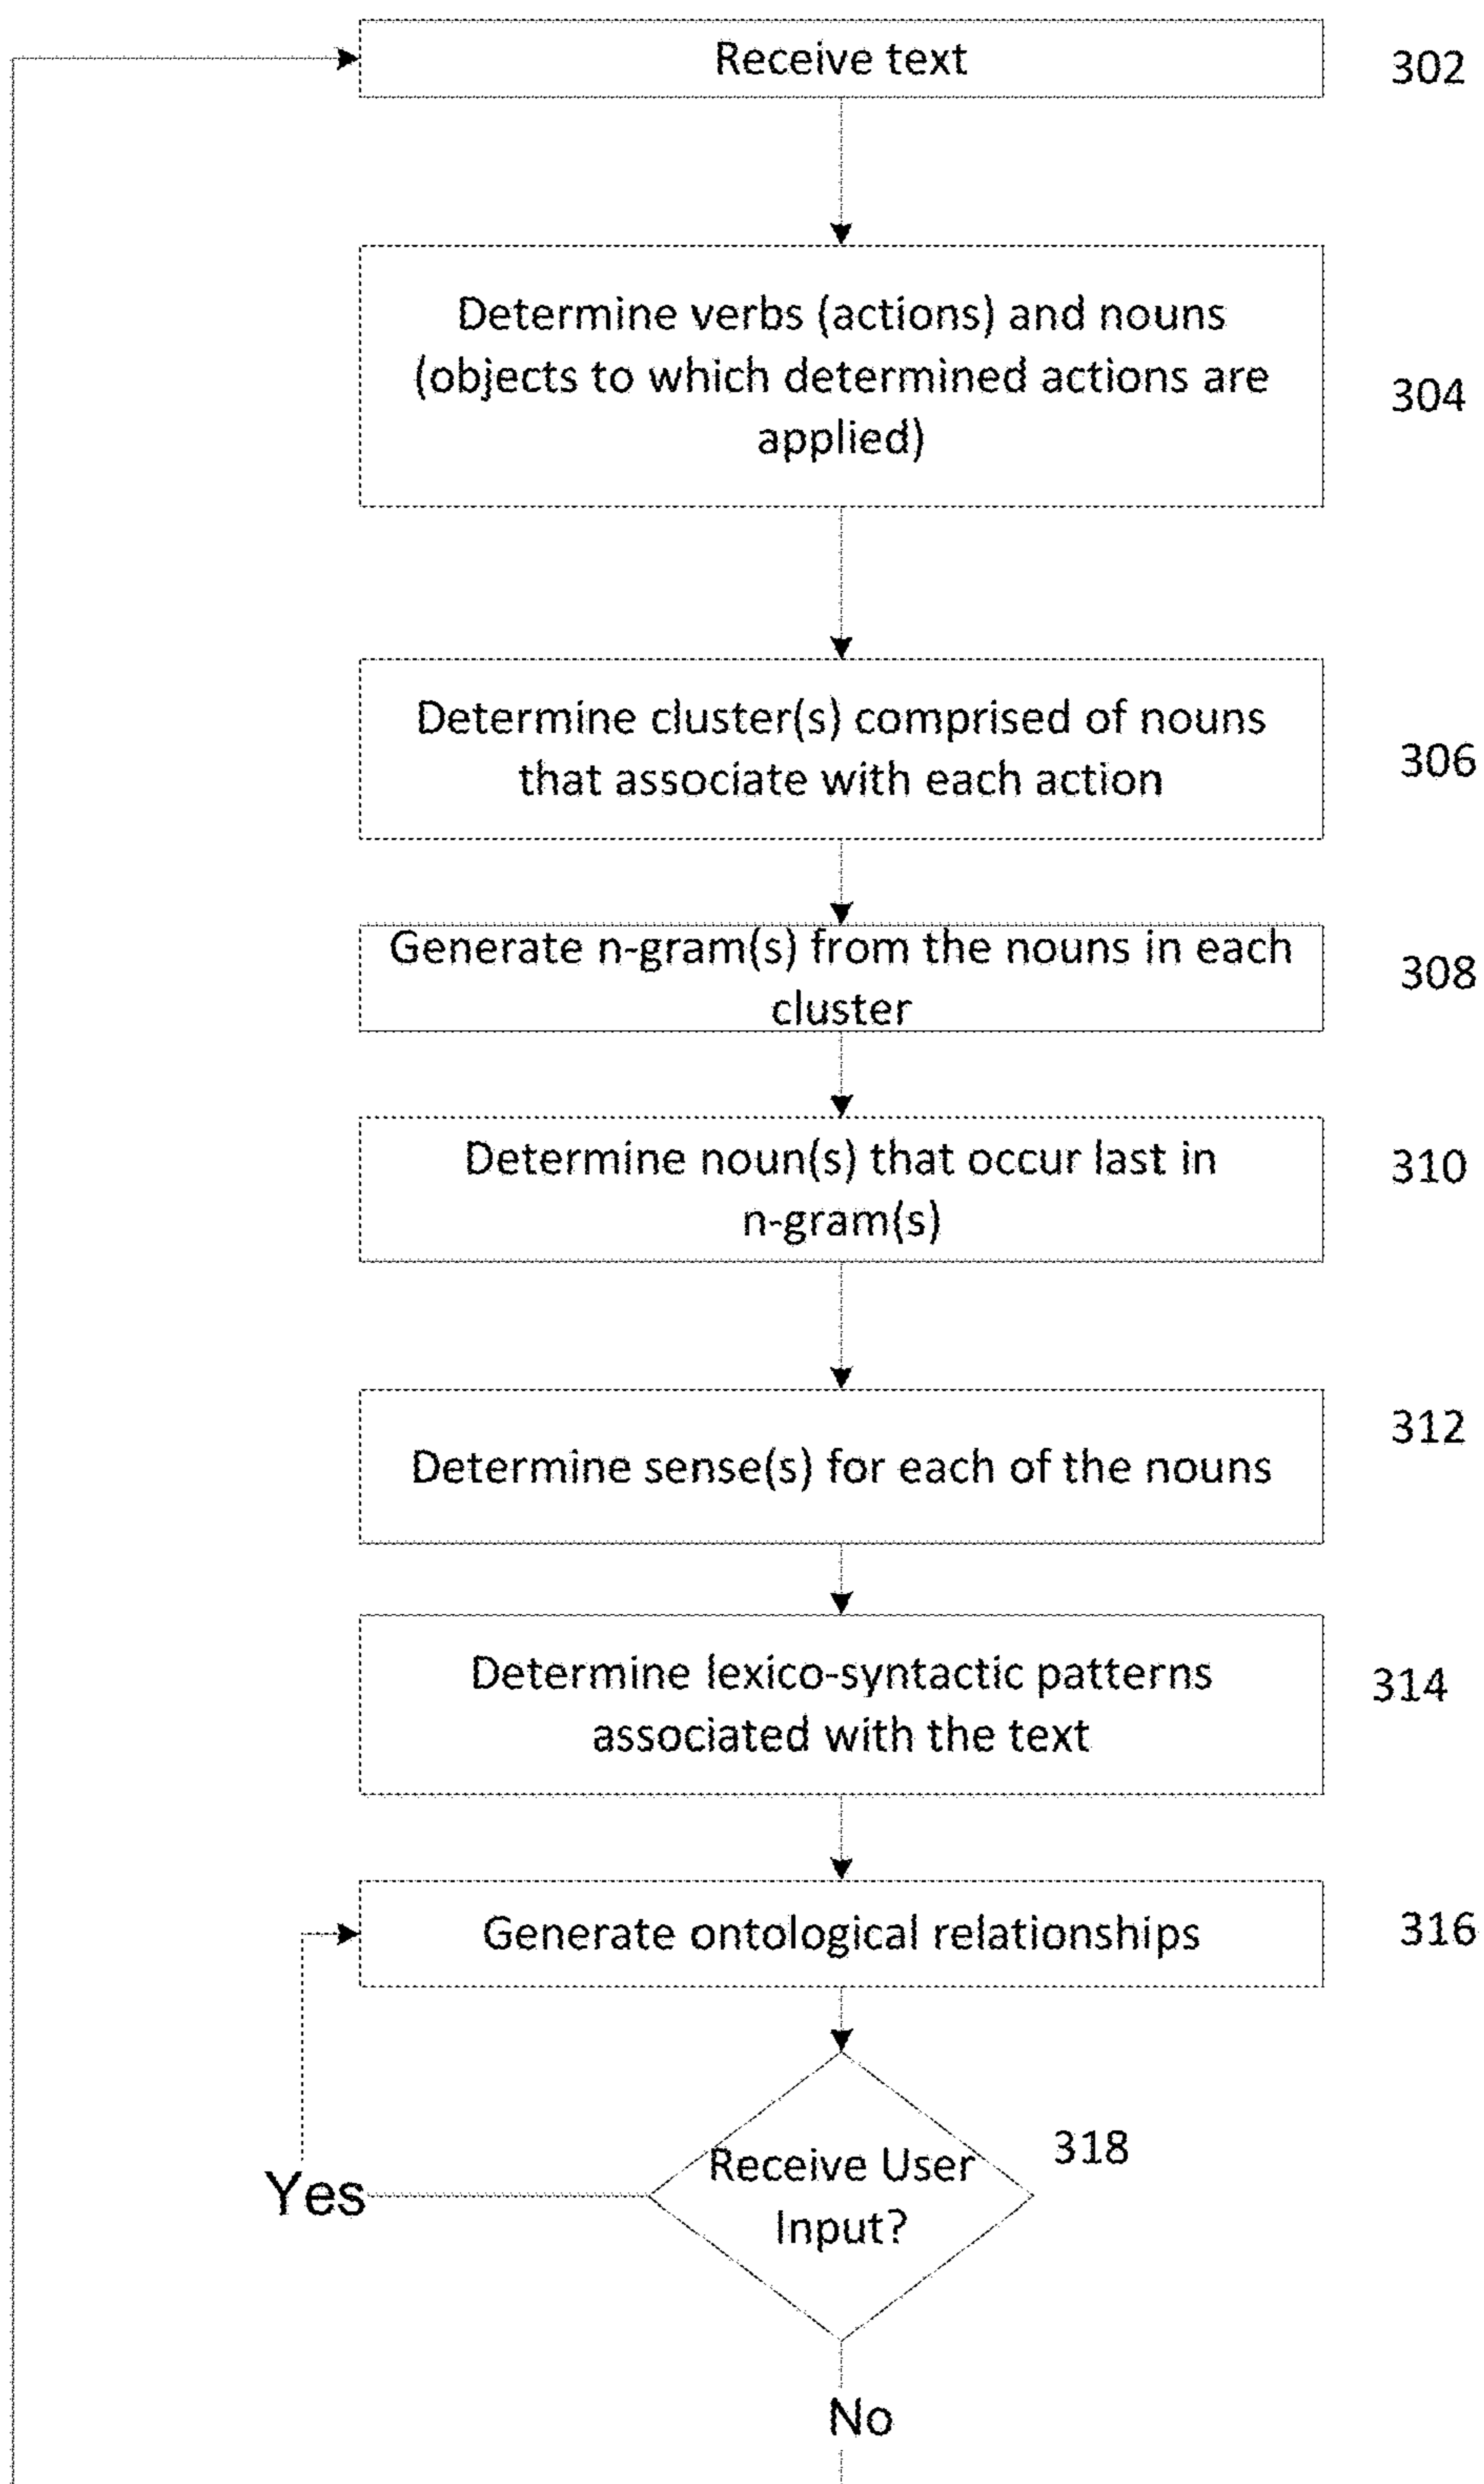 Receive text
302
Determine verbs (actions) and nouns
(objects to which determined actions are
applied)
304
Determine cluster(s) comprised of nouns
that associate with each action
306
Generate n-gram(s) from the nouns in each
cluster
308
Determine noun(s) that occur last in
n-gram(s)
310
Determine sense(s) for each of the nouns
312
Determine lexico-syntactic patterns
associated with the text
314
Generate ontological relationships
316
Receive User
Input?
318
Yes
No